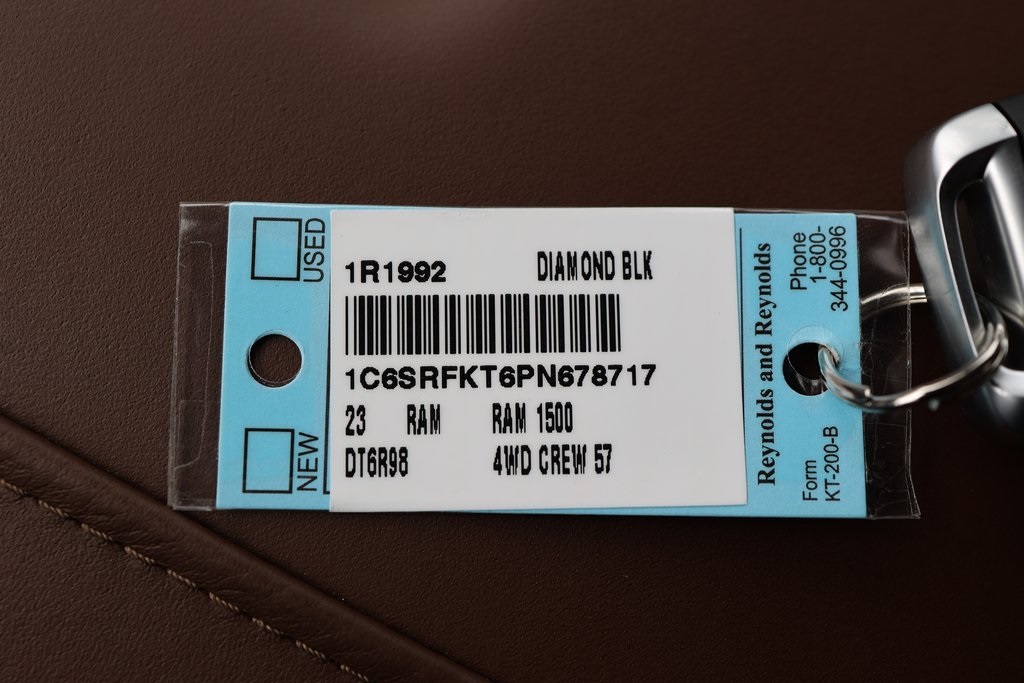 USED
NEW
1R1992 DIAMOND BLK
1C6SRFKT6PN678717
23 RAM RAM 1500
DT6R98 4WD CREW 57
Reynolds and Reynolds
Phone
1-800-
344-0996
Form
KT-200-B